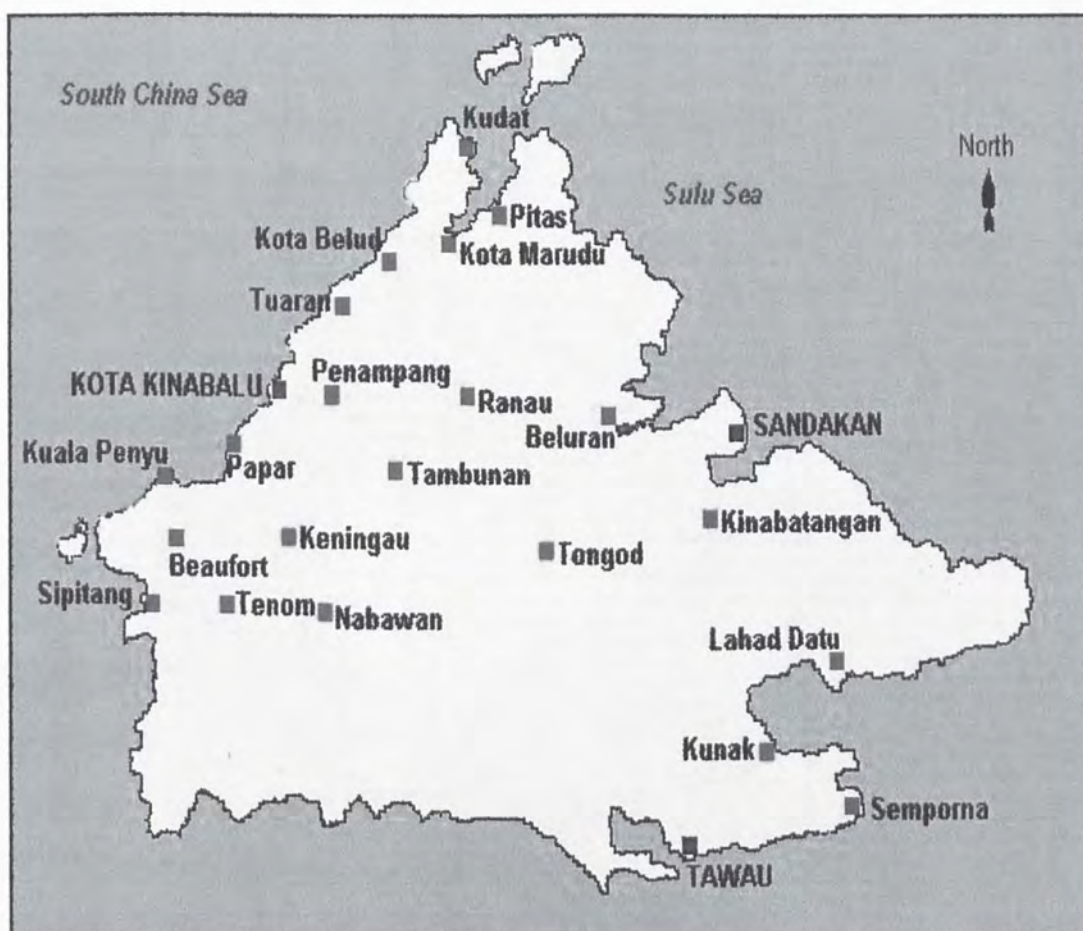 South China Sea
Kudat
North
Sulu Sea
Pitas
Kota Belud
Kota Marudu
Tuaran
Penampang
KOTA KINABALU
Ranau
Beluran
SANDAKAN
Kuala Penyu
Papar
Tambunan
Kinabatangan
Keningau
Tongod
Beaufort
Sipitang
Tenom
Nabawan
Lahad Datu
Kunak
Semporna
TAWAU